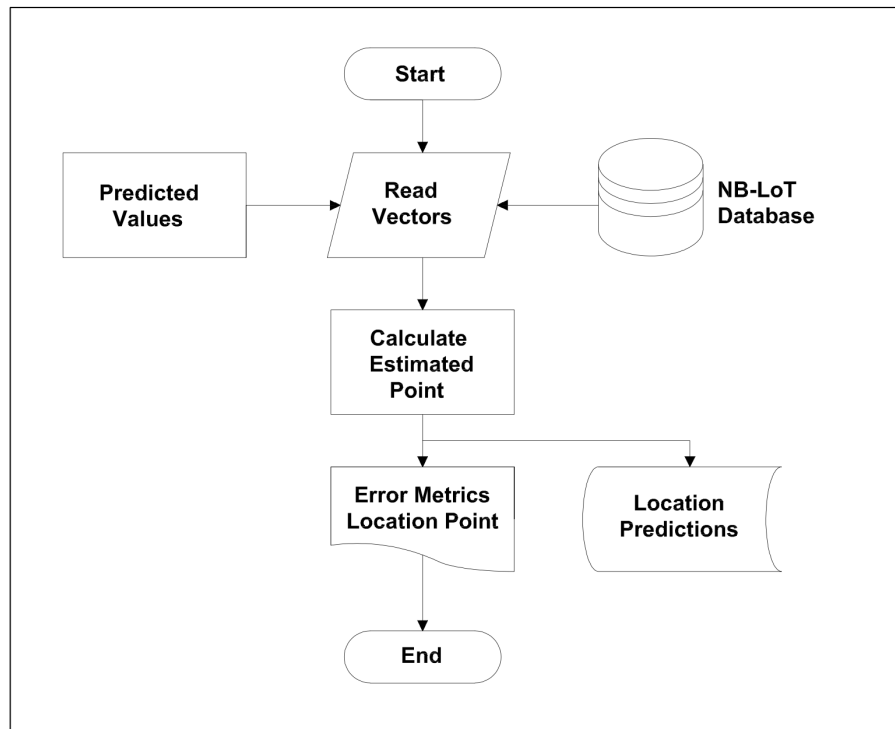 Start
Predicted
Values
Read
Vectors
NB-LoT
Database
Calculate
Estimated
Point
Error Metrics
Location Point
Location
Predictions
End